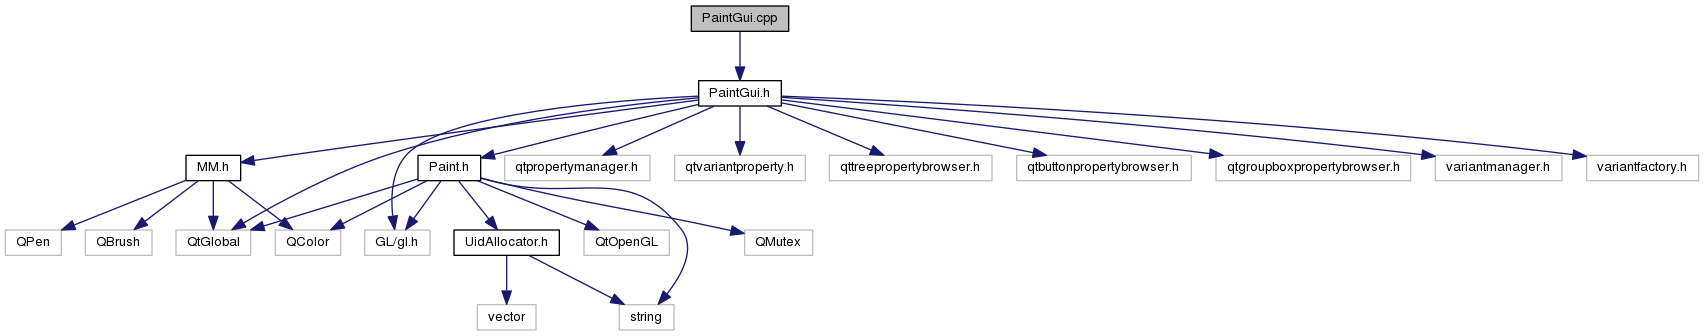 PaintGui.cpp
PaintGui.h
MM.h
Paint.h
qtpropertymanager.h
qtvariantproperty.h
qttreepropertybrowser.h
qtbuttonpropertybrowser.h
qtgroupboxpropertybrowser.h
variantmanager.h
variantfactory.h
QPen
QBrush
QtGlobal
QColor
GL/gl.h
UidAllocator.h
QtOpenGL
QMutex
vector
string